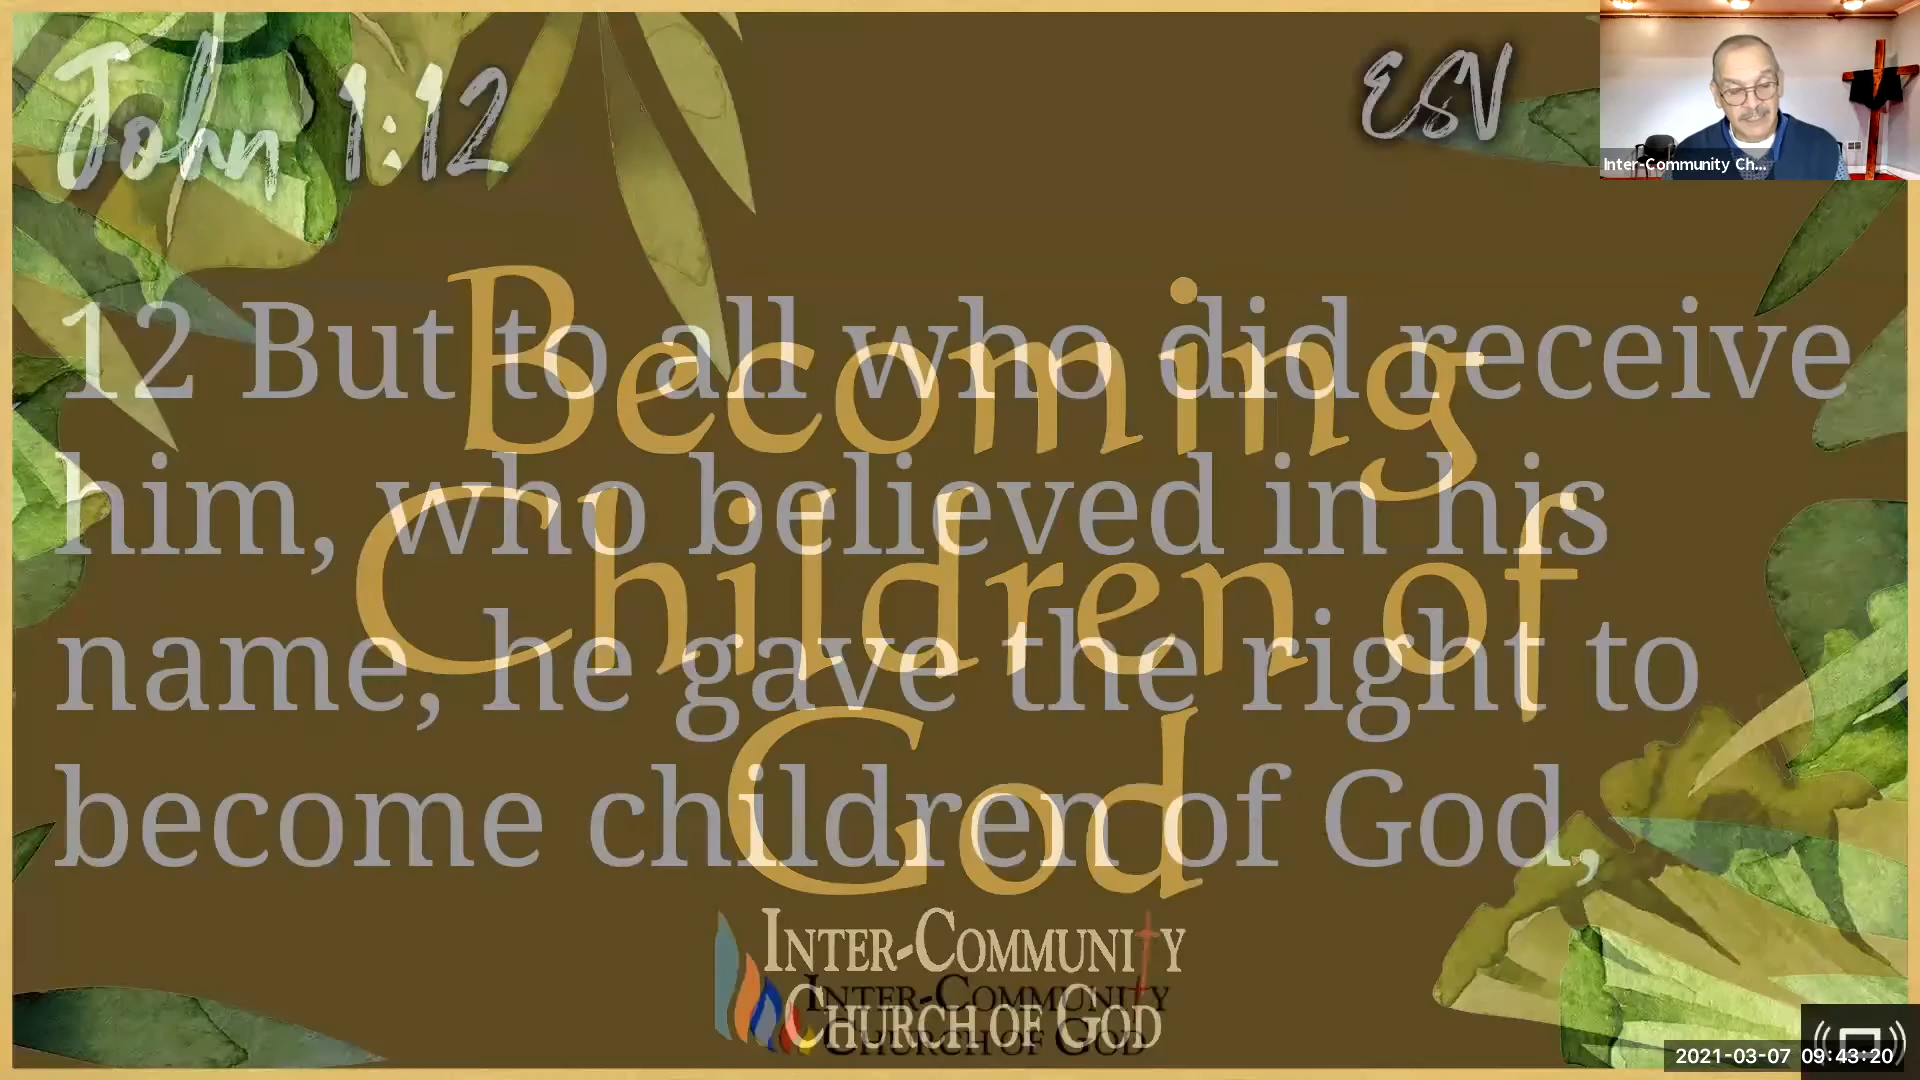 John 1:12
ESV
Inter-Community Ch...
12 But to all who did receive
him, who believed in his
name, he gave the right to
become children of God,
Becoming
Children of
God
INTER-COMMUNITY
CHURCH OF GOD
INTER-COMMUNITY
CHURCH OF GOD
2021-03-07 09:43:20